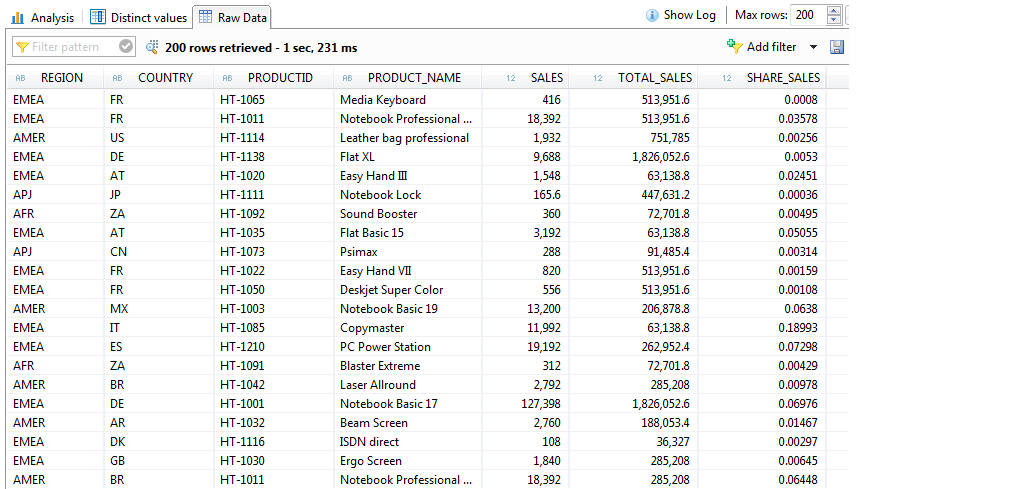 Analysis Distinct values Raw Data Show Log Max rows: 200
Filter pattern 200 rows retrieved - 1 sec, 231 ms Add filter
AB REGION AB COUNTRY AB PRODUCTID AB PRODUCT_NAME 12 SALES 12 TOTAL_SALES 12 SHARE_SALES
EMEA FR HT-1065 Media Keyboard 416 513,951.6 0.0008
EMEA FR HT-1011 Notebook Professional ... 18,392 513,951.6 0.03578
AMER US HT-1114 Leather bag professional 1,932 751,785 0.00256
EMEA DE HT-1138 Flat XL 9,688 1,826,052.6 0.0053
EMEA AT HT-1020 Easy Hand III 1,548 63,138.8 0.02451
APJ JP HT-1111 Notebook Lock 165.6 447,631.2 0.00036
AFR ZA HT-1092 Sound Booster 360 72,701.8 0.00495
EMEA AT HT-1035 Flat Basic 15 3,192 63,138.8 0.05055
APJ CN HT-1073 Psimax 288 91,485.4 0.00314
EMEA FR HT-1022 Easy Hand VII 820 513,951.6 0.00159
EMEA FR HT-1050 Deskjet Super Color 556 513,951.6 0.00108
AMER MX HT-1003 Notebook Basic 19 13,200 206,878.8 0.0638
EMEA IT HT-1085 Copymaster 11,992 63,138.8 0.18993
EMEA ES HT-1210 PC Power Station 19,192 262,952.4 0.07298
AFR ZA HT-1091 Blaster Extreme 312 72,701.8 0.00429
AMER BR HT-1042 Laser Allround 2,792 285,208 0.00978
EMEA DE HT-1001 Notebook Basic 17 127,398 1,826,052.6 0.06976
AMER AR HT-1032 Beam Screen 2,760 188,053.4 0.01467
EMEA DK HT-1116 ISDN direct 108 36,327 0.00297
EMEA GB HT-1030 Ergo Screen 1,840 285,208 0.00645
AMER BR HT-1011 Notebook Professional ... 18,392 285,208 0.06448